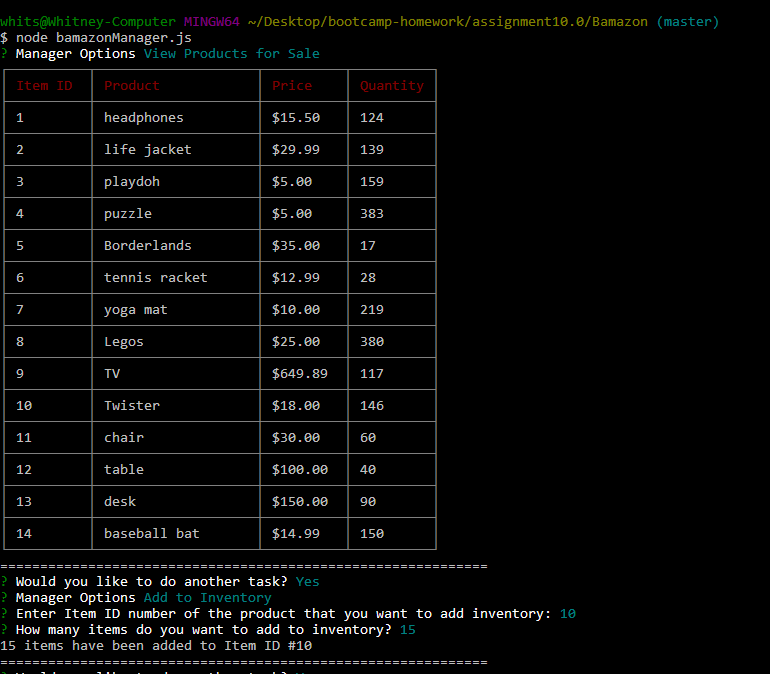 whits@Whitney-Computer MINGW64 ~/Desktop/bootcamp-homework/assignment10.0/Bamazon (master)
$ node bamazonManager.js
? Manager Options View Products for Sale
Item ID Product Price Quantity
1 headphones $15.50 124
2 life jacket $29.99 139
3 playdoh $5.00 159
4 puzzle $5.00 383
5 Borderlands $35.00 17
6 tennis racket $12.99 28
7 yoga mat $10.00 219
8 Legos $25.00 380
9 TV $649.89 117
10 Twister $18.00 146
11 chair $30.00 60
12 table $100.00 40
13 desk $150.00 90
14 baseball bat $14.99 150
=============================================================
? Would you like to do another task? Yes
? Manager Options Add to Inventory
? Enter Item ID number of the product that you want to add inventory: 10
? How many items do you want to add to inventory? 15
15 items have been added to Item ID #10
=============================================================